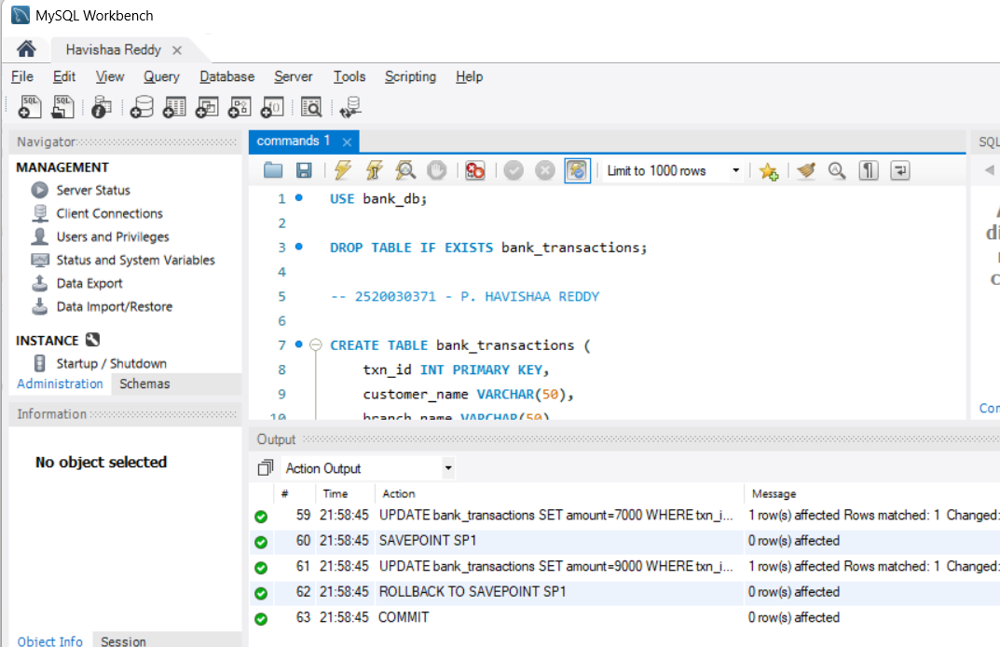 MySQL Workbench
Havishaa Reddy
File Edit View Query Database Server Tools Scripting Help
Navigator
MANAGEMENT
Server Status
Client Connections
Users and Privileges
Status and System Variables
Data Export
Data Import/Restore
INSTANCE
Startup / Shutdown
Administration Schemas
Information
No object selected
Object Info Session
commands 1
Limit to 1000 rows
1 USE bank_db;
2
3 DROP TABLE IF EXISTS bank_transactions;
4
5 -- 2520030371 - P. HAVISHAA REDDY
6
7 CREATE TABLE bank_transactions (
8 txn_id INT PRIMARY KEY,
9 customer_name VARCHAR(50),
10 branch_name VARCHAR(50)
Output
Action Output
# Time Action Message
59 21:58:45 UPDATE bank_transactions SET amount=7000 WHERE txn_i... 1 row(s) affected Rows matched: 1 Changed:
60 21:58:45 SAVEPOINT SP1 0 row(s) affected
61 21:58:45 UPDATE bank_transactions SET amount=9000 WHERE txn_i... 1 row(s) affected Rows matched: 1 Changed:
62 21:58:45 ROLLBACK TO SAVEPOINT SP1 0 row(s) affected
63 21:58:45 COMMIT 0 row(s) affected
SQL